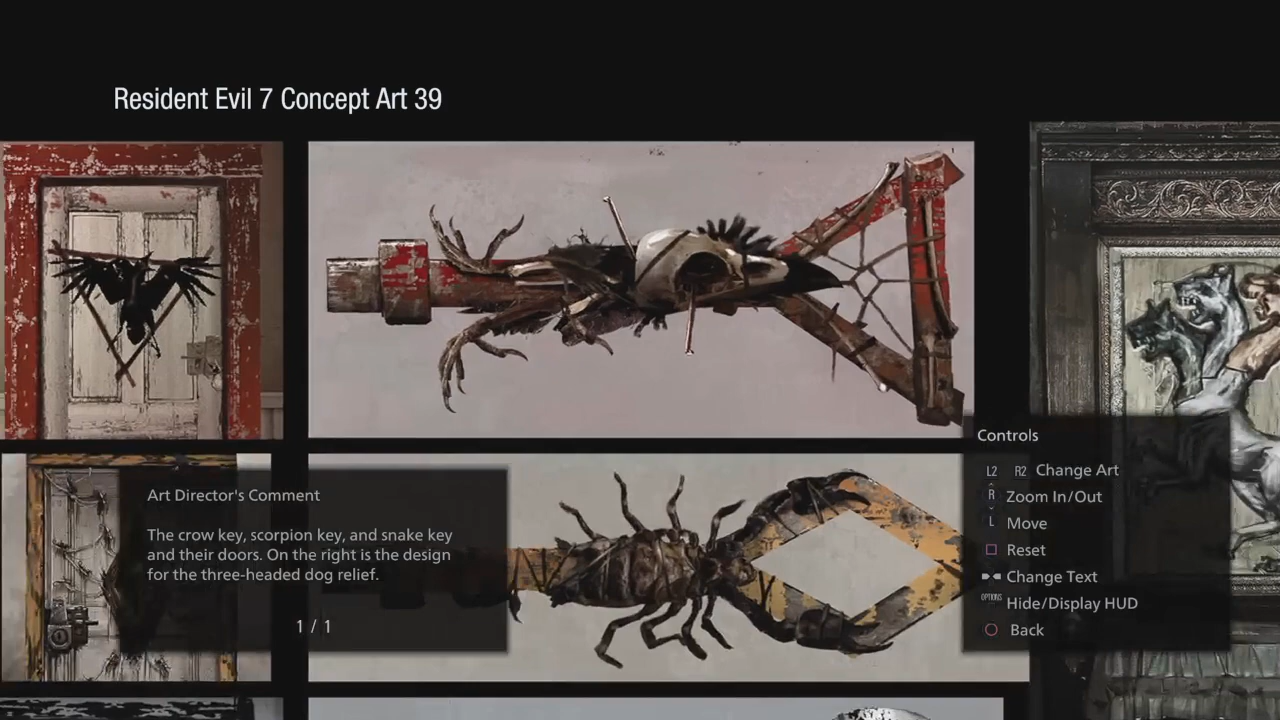 Resident Evil 7 Concept Art 39
Controls
L2 R2 Change Art
R Zoom In/Out
L Move
Reset
Change Text
OPTIONS Hide/Display HUD
Back
Art Director's Comment
The crow key, scorpion key, and snake key
and their doors. On the right is the design
for the three-headed dog relief.
1 / 1